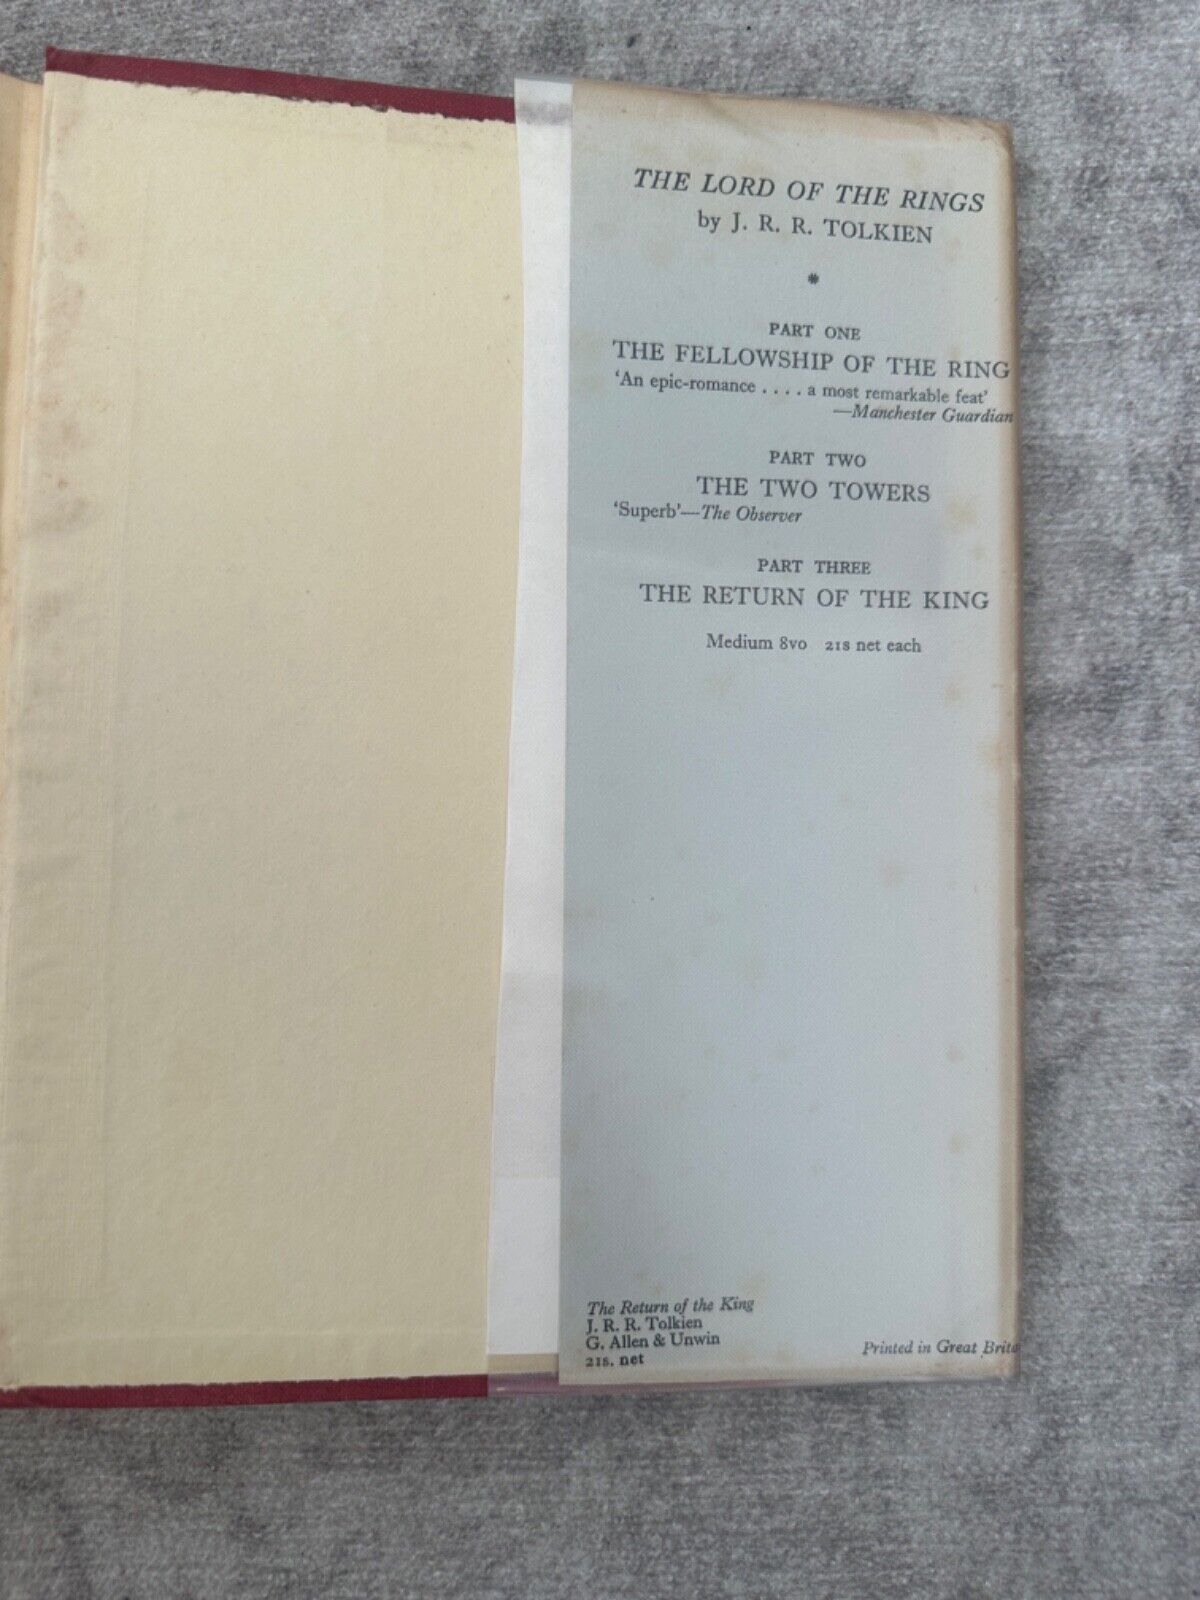 THE LORD OF THE RINGS
by J. R. R. TOLKIEN
*
PART ONE
THE FELLOWSHIP OF THE RING
'An epic-romance . . . . a most remarkable feat'
—Manchester Guardian
PART TWO
THE TWO TOWERS
'Superb'—The Observer
PART THREE
THE RETURN OF THE KING
Medium 8vo 21s net each
The Return of the King
J. R. R. Tolkien
G. Allen & Unwin
21s. net
Printed in Great Brita